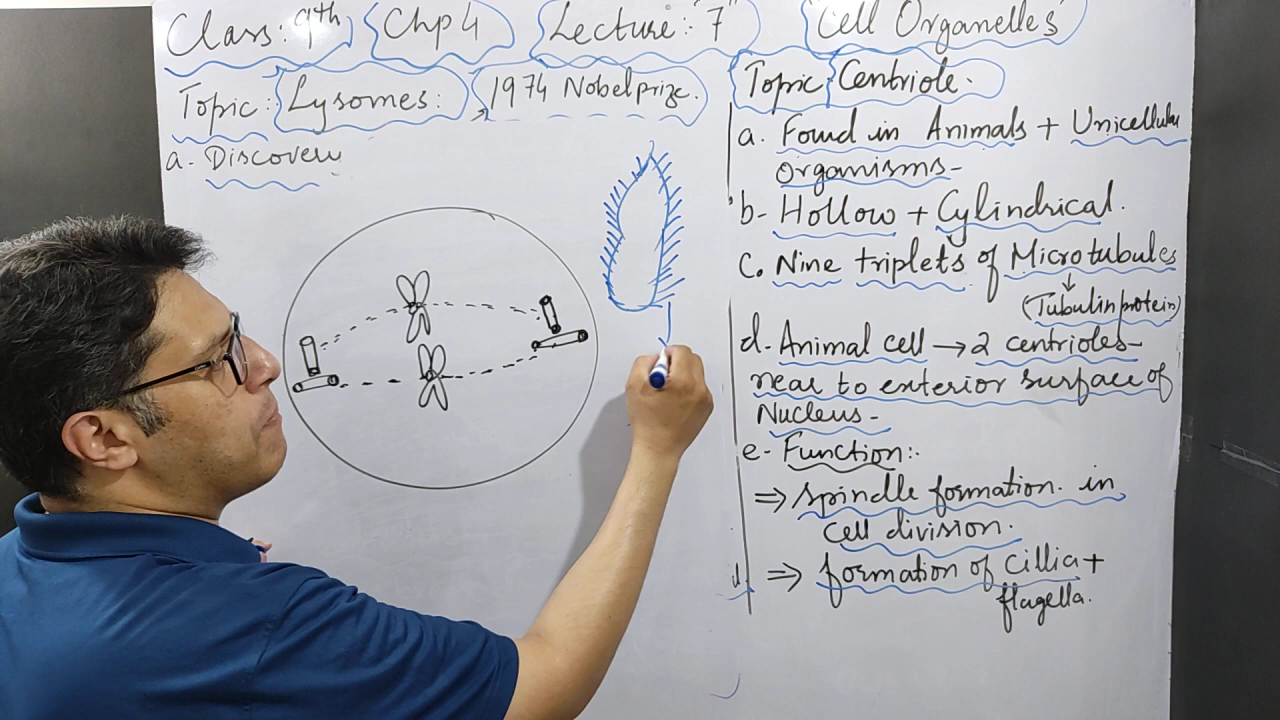 Class: 9th Chp 4 Lecture: "7" "Cell Organelles"
Topic: Lysomes: 1974 Nobel prize.
a. Discovery
Topic: Centriole.
a. Found in Animals + Unicellular
Organisms-
b- Hollow + Cylindrical.
c. Nine triplets of Microtubules
↓
(Tubulin protein)
d. Animal cell → 2 centrioles-
near to exterior surface of
Nucleus-
e- Function:-
⇒ Spindle formation. in
Cell division.
⇒ formation of Cillia +
flagella.